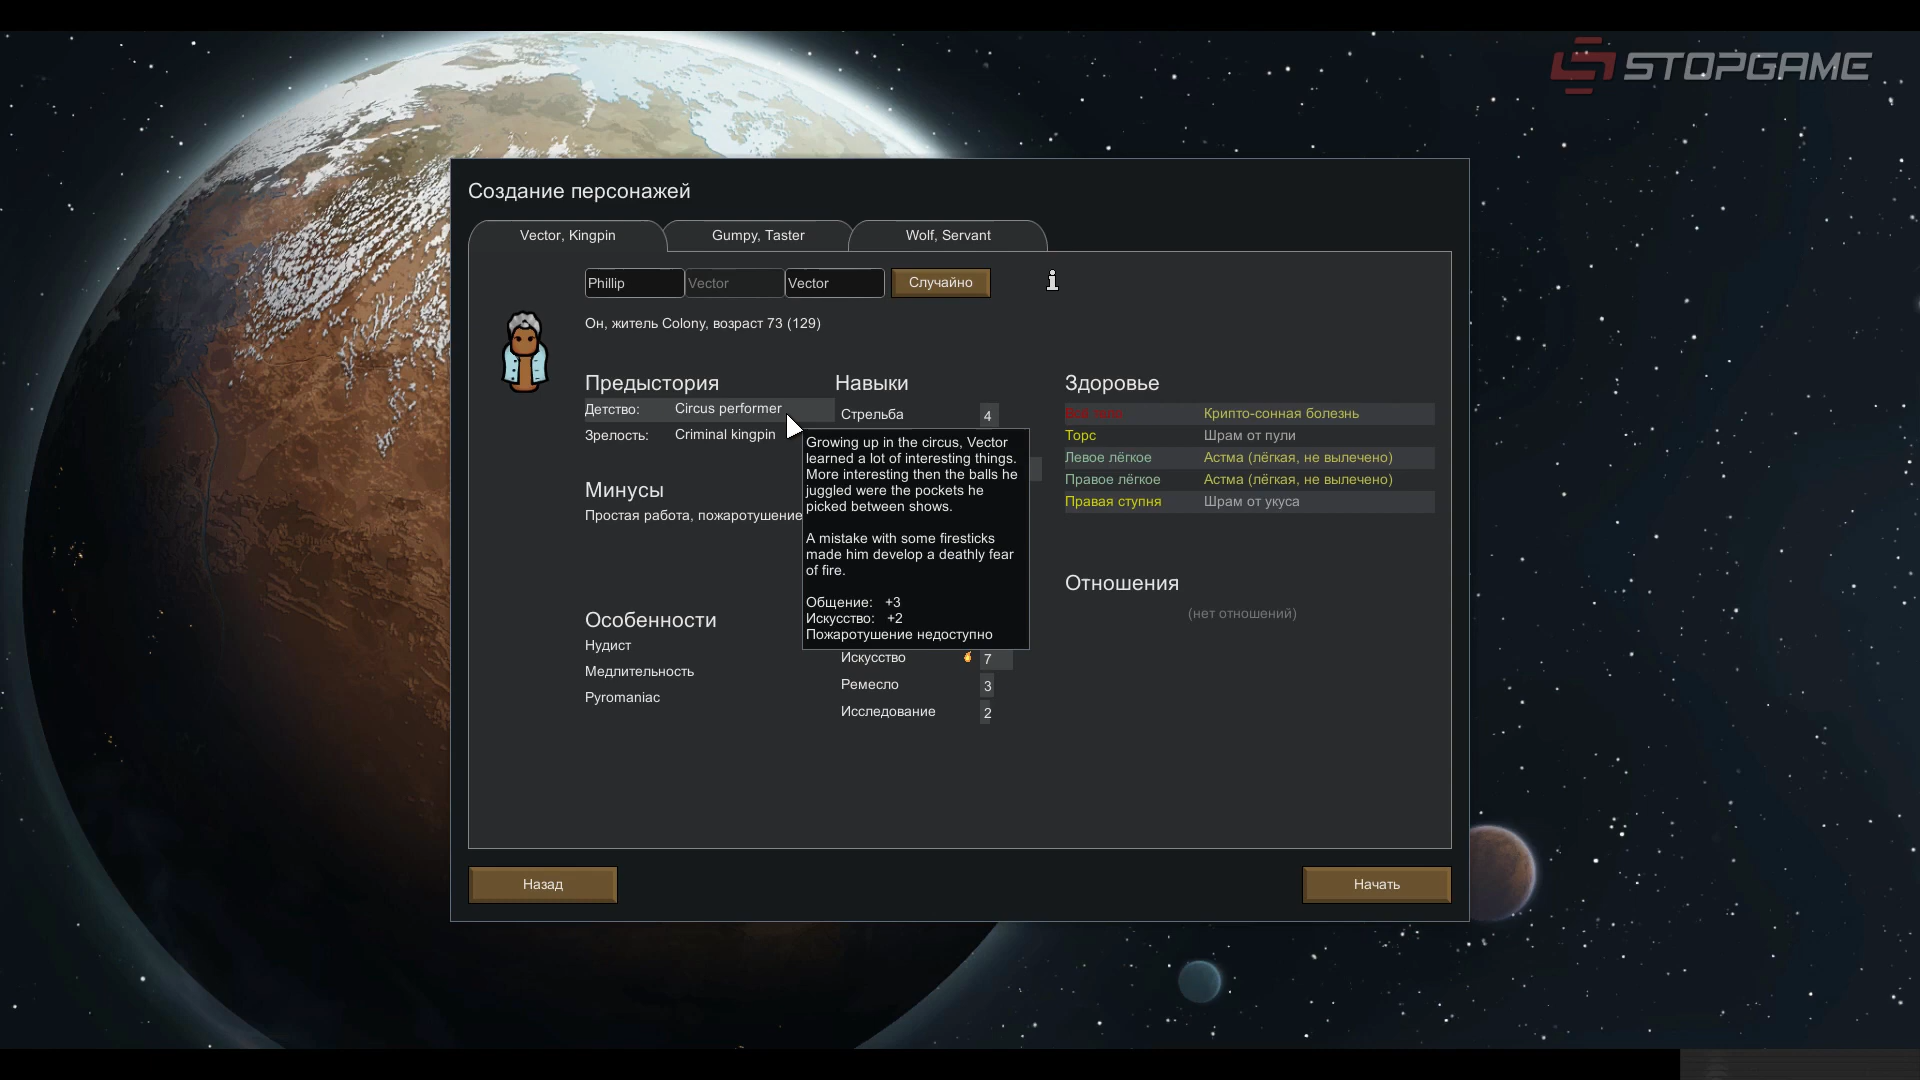 STOPGAME
Создание персонажей
Vector, Kingpin
Gumpy, Taster
Wolf, Servant
Phillip
Vector
Vector
Случайно
Он, житель Colony, возраст 73 (129)
Предыстория
Детство: Circus performer
Зрелость: Criminal kingpin
Минусы
Простая работа, пожаротушение
Особенности
Нудист
Медлительность
Pyromaniac
Навыки
Стрельба 4
Growing up in the circus, Vector
learned a lot of interesting things.
More interesting then the balls he
juggled were the pockets he
picked between shows.
A mistake with some firesticks
made him develop a deathly fear
of fire.
Общение: +3
Искусство: +2
Пожаротушение недоступно
Искусство 7
Ремесло 3
Исследование 2
Здоровье
Крипто-сонная болезнь
Торс Шрам от пули
Левое лёгкое Астма (лёгкая, не вылечено)
Правое лёгкое Астма (лёгкая, не вылечено)
Правая ступня Шрам от укуса
Отношения
(нет отношений)
Назад
Начать